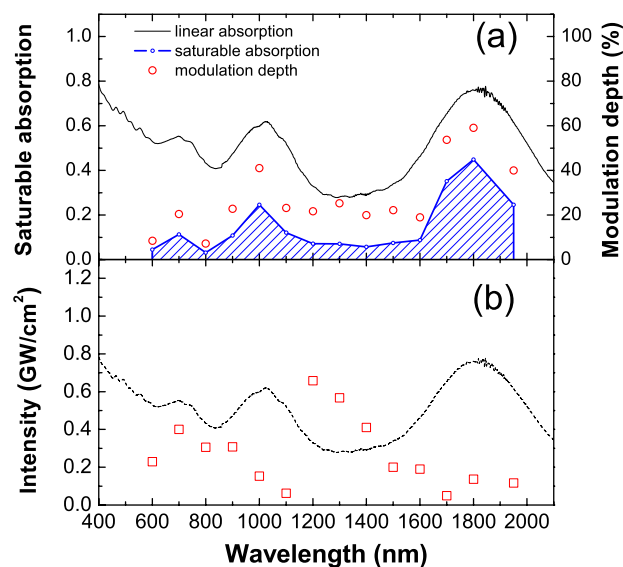 (a)
linear absorption
saturable absorption
modulation depth
Saturable absorption
1.0
0.8
0.6
0.4
0.2
0.0
Modulation depth (%)
100
80
60
40
20
0
(b)
Intensity (GW/cm²)
1.2
1.0
0.8
0.6
0.4
0.2
0.0
400 600 800 1000 1200 1400 1600 1800 2000
Wavelength (nm)